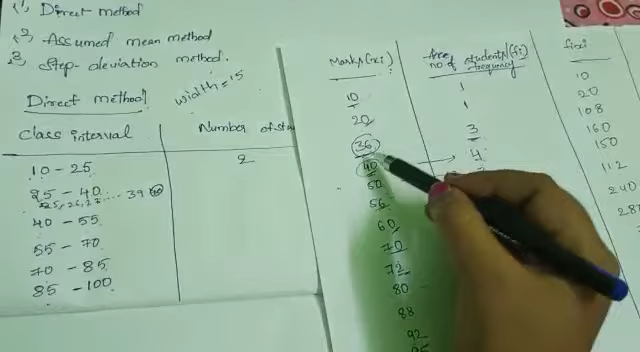 (1) Direct method
(2) Assumed mean method
(3) Step-deviation method.
Direct method width = 15
Class interval Number of stu
10 - 25 2
25 - 40
25, 26, 27 ..... 39
40 - 55
55 - 70
70 - 85
85 - 100
Marks (xi) no of students (fi) fixi
frequency
10 1 10
20 1 20
36 3 108
40 4 160
50 150
56 112
60 240
70 28
72
80
88
92